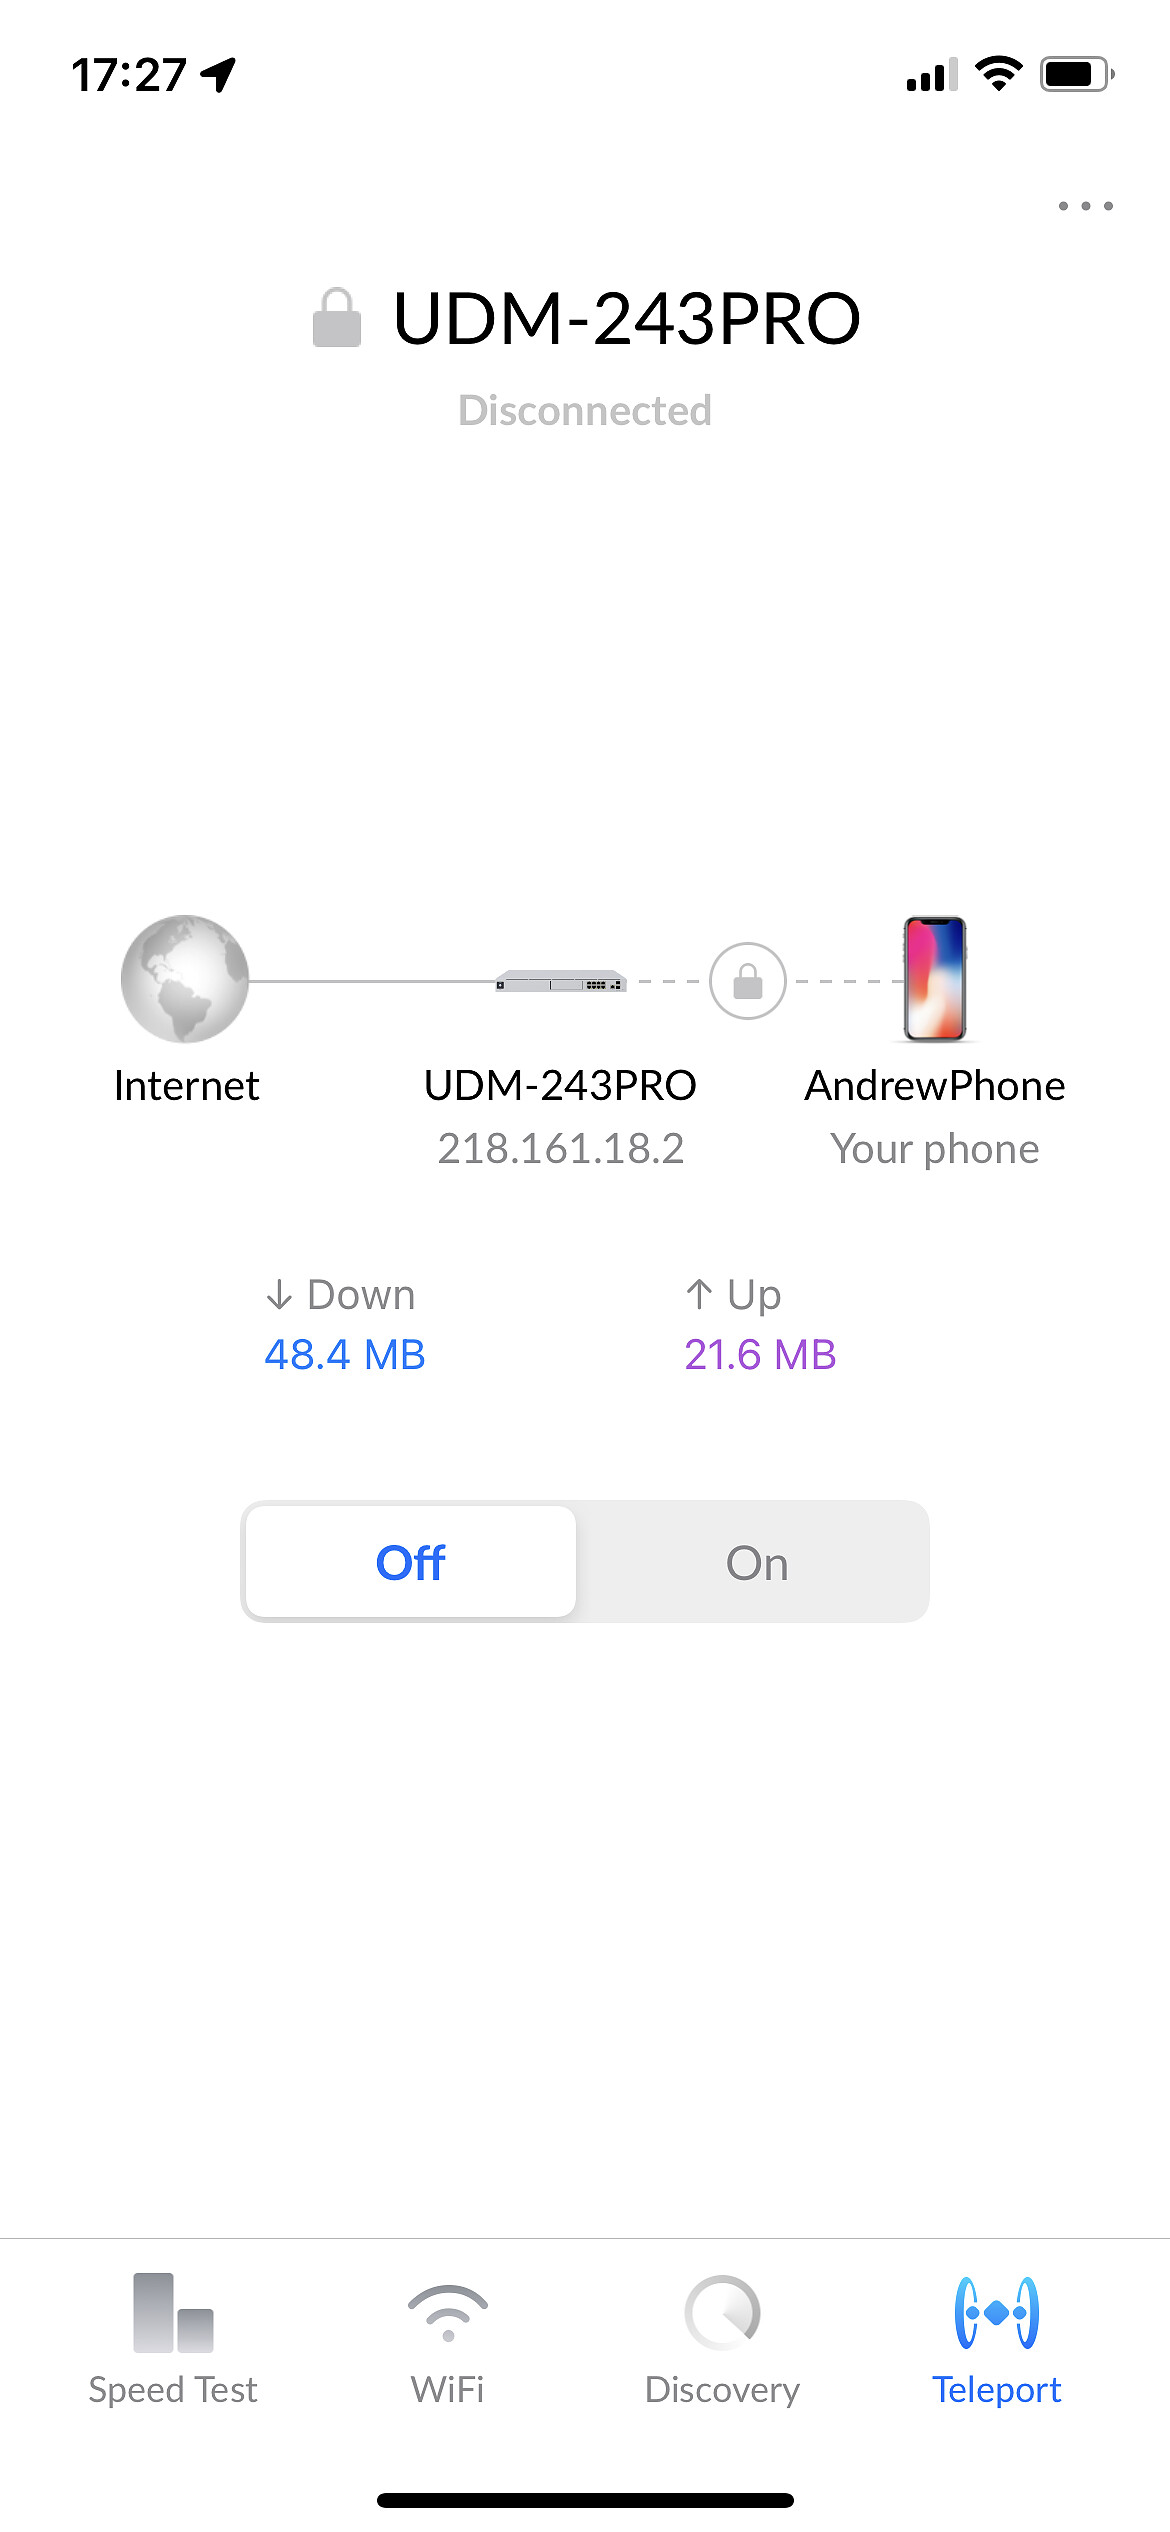 17:27
UDM-243PRO
Disconnected
Internet
UDM-243PRO
218.161.18.2
AndrewPhone
Your phone
↓ Down
48.4 MB
↑ Up
21.6 MB
Off
On
Speed Test
WiFi
Discovery
Teleport